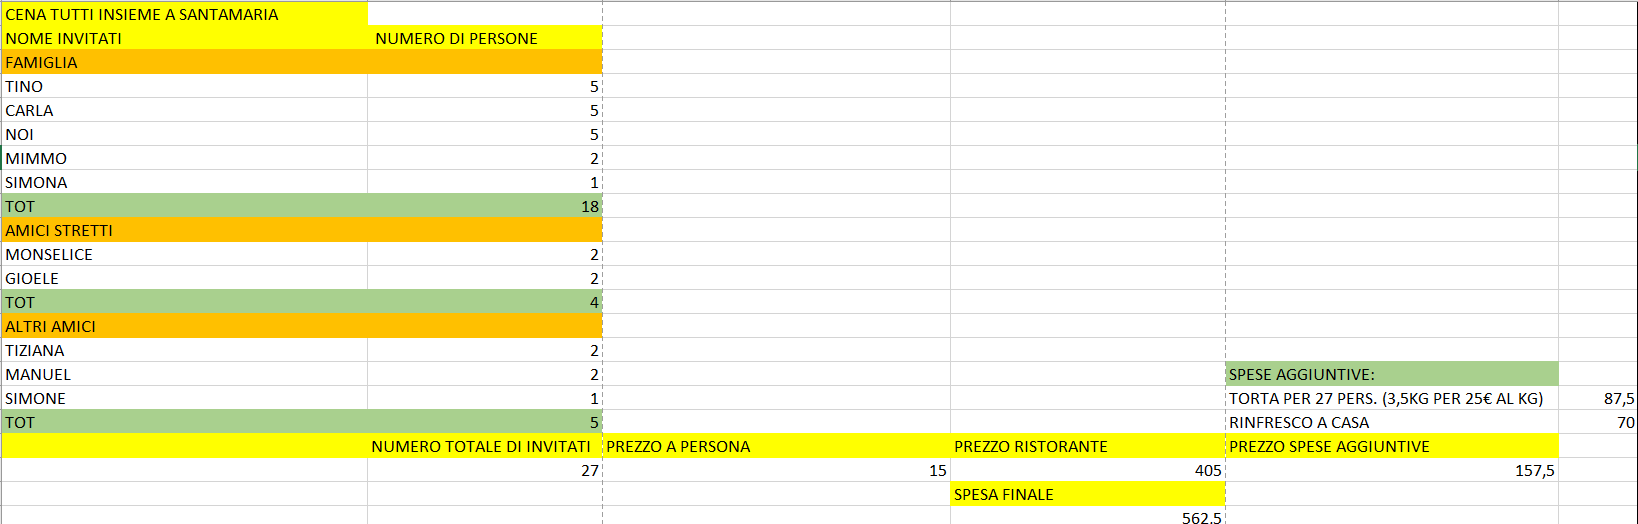 CENA TUTTI INSIEME A SANTAMARIA
NOME INVITATI NUMERO DI PERSONE
FAMIGLIA
TINO 5
CARLA 5
NOI 5
MIMMO 2
SIMONA 1
TOT 18
AMICI STRETTI
MONSELICE 2
GIOELE 2
TOT 4
ALTRI AMICI
TIZIANA 2
MANUEL 2 SPESE AGGIUNTIVE:
SIMONE 1 TORTA PER 27 PERS. (3,5KG PER 25€ AL KG) 87,5
TOT 5 RINFRESCO A CASA 70
NUMERO TOTALE DI INVITATI PREZZO A PERSONA PREZZO RISTORANTE PREZZO SPESE AGGIUNTIVE
27 15 405 157,5
SPESA FINALE
562,5